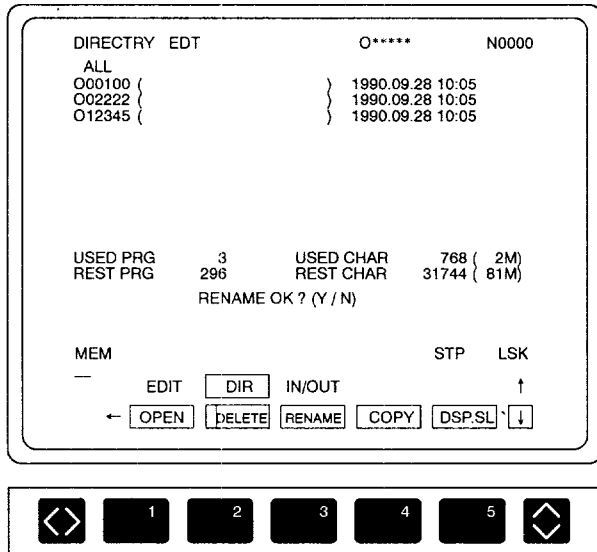 DIRECTRY EDT O***** N0000
ALL
O00100 ( ) 1990.09.28 10:05
O02222 ( ) 1990.09.28 10:05
O12345 ( ) 1990.09.28 10:05
USED PRG 3 USED CHAR 768 ( 2M)
REST PRG 296 REST CHAR 31744 ( 81M)
RENAME OK ? (Y / N)
MEM STP LSK
EDIT DIR IN/OUT ↑
← OPEN DELETE RENAME COPY DSP.SL ↓
1 2 3 4 5